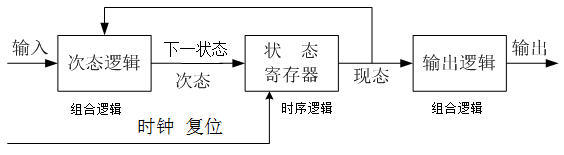 输入
次态逻辑
组合逻辑
下一状态
次态
状 态
寄存器
时序逻辑
现态
输出逻辑
组合逻辑
输出
时钟 复位